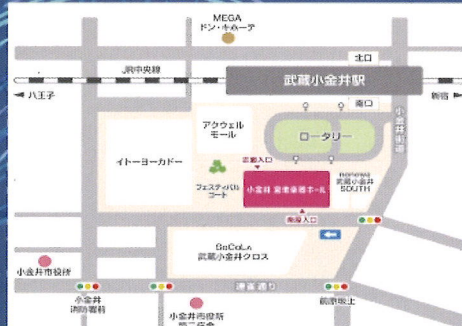 MEGA
ドン・キホーテ
北口
JR中央線
武蔵小金井駅
八王子
新宿
南口
小金井街道
アクウェル
モール
ロータリー
イトーヨーカドー
フェスティバル
コート
小金井 宮地楽器ホール
nonowa
武蔵小金井
SOUTH
SoCoLA
武蔵小金井クロス
小金井市役所
連雀通り
小金井
消防署前
前原坂上
小金井市役所
第二庁舎